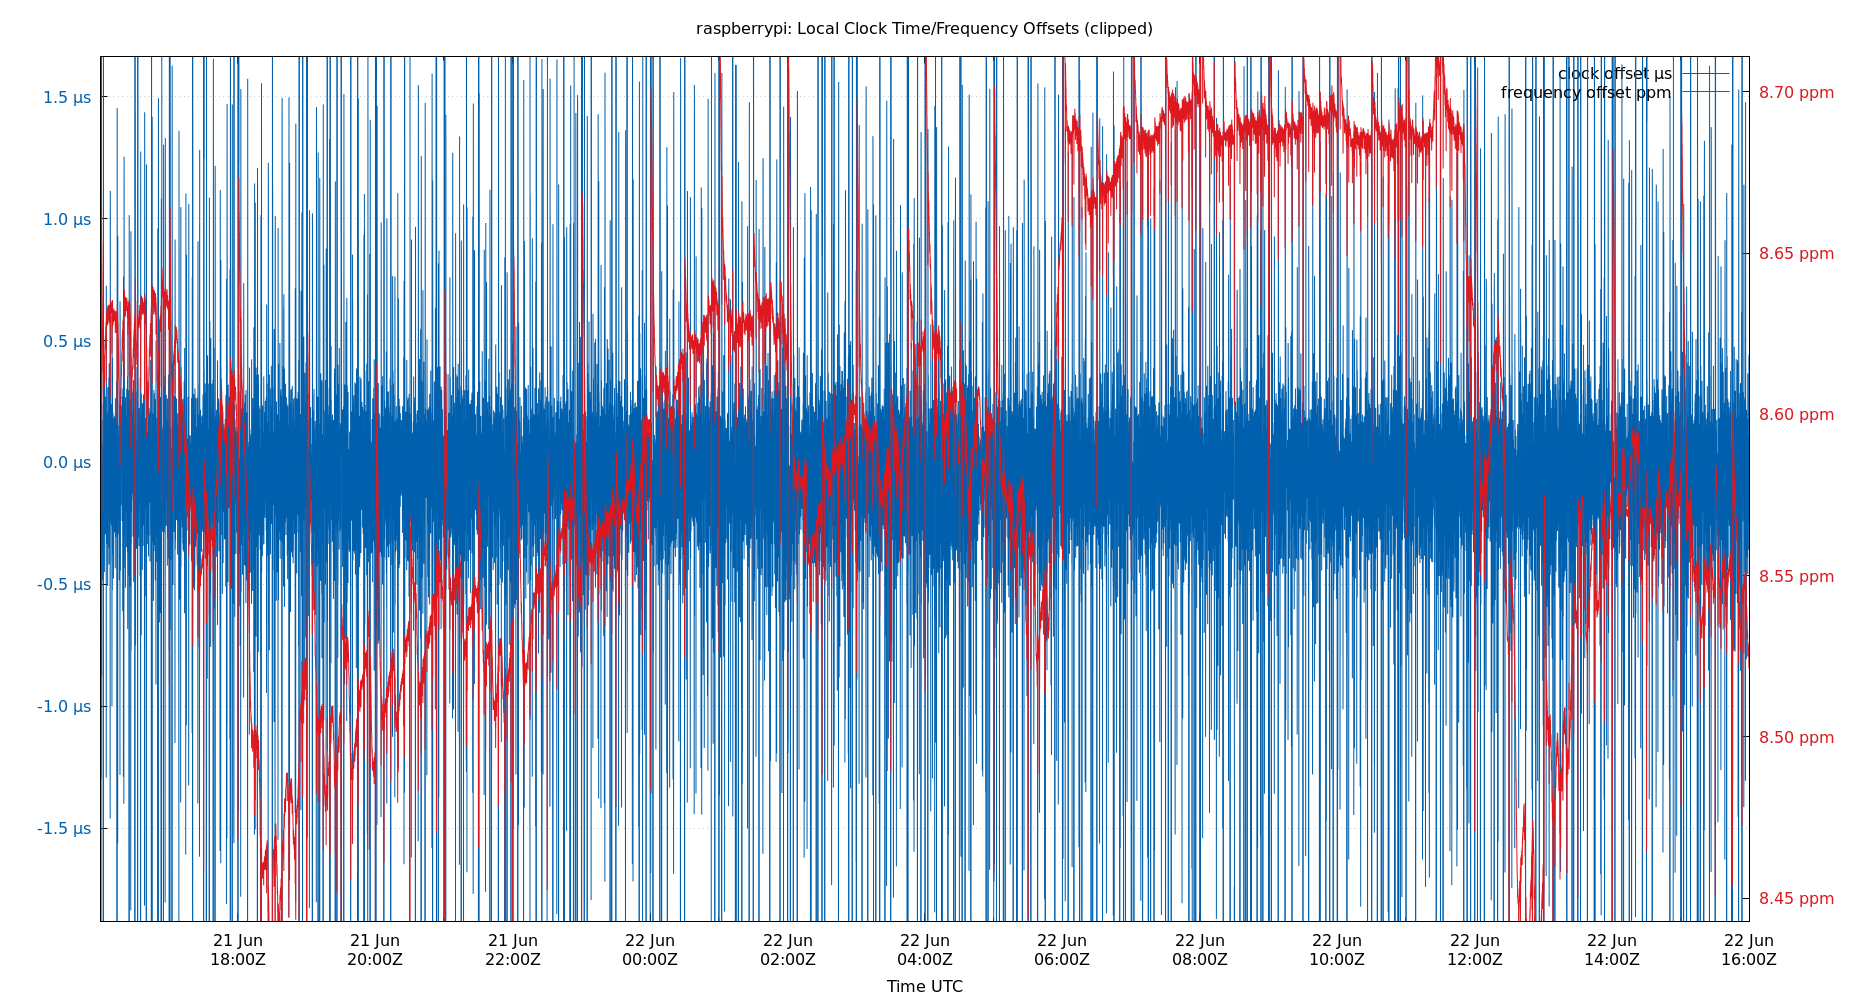 raspberrypi: Local Clock Time/Frequency Offsets (clipped)
clock offset µs
frequency offset ppm
1.5 µs
1.0 µs
0.5 µs
0.0 µs
-0.5 µs
-1.0 µs
-1.5 µs
8.70 ppm
8.65 ppm
8.60 ppm
8.55 ppm
8.50 ppm
8.45 ppm
21 Jun 21 Jun 21 Jun 22 Jun 22 Jun 22 Jun 22 Jun 22 Jun 22 Jun 22 Jun 22 Jun 22 Jun
18:00Z 20:00Z 22:00Z 00:00Z 02:00Z 04:00Z 06:00Z 08:00Z 10:00Z 12:00Z 14:00Z 16:00Z
Time UTC